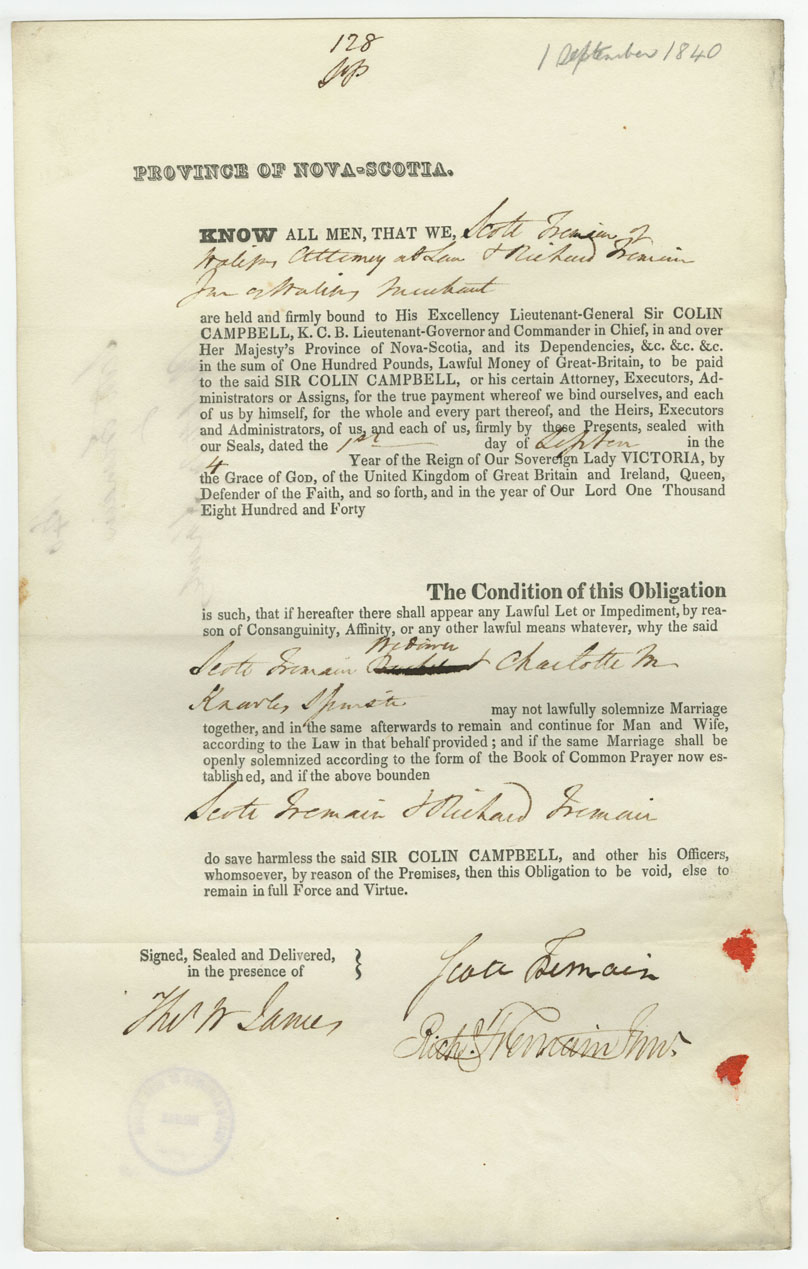 128
1 September 1840
PROVINCE OF NOVA-SCOTIA.
KNOW ALL MEN, THAT WE, Scott Tremain of
Halifax Attorney at Law & Richard Tremain
Jun of Halifax Merchant
are held and firmly bound to His Excellency Lieutenant-General Sir COLIN
CAMPBELL, K. C. B. Lieutenant-Governor and Commander in Chief, in and over
Her Majesty's Province of Nova-Scotia, and its Dependencies, &c. &c. &c.
in the sum of One Hundred Pounds, Lawful Money of Great-Britain, to be paid
to the said SIR COLIN CAMPBELL, or his certain Attorney, Executors, Ad-
ministrators or Assigns, for the true payment whereof we bind ourselves, and each
of us by himself, for the whole and every part thereof, and the Heirs, Executors
and Administrators, of us, and each of us, firmly by these Presents, sealed with
our Seals, dated the 1st day of Septem in the
4 Year of the Reign of Our Sovereign Lady VICTORIA, by
the Grace of GOD, of the United Kingdom of Great Britain and Ireland, Queen,
Defender of the Faith, and so forth, and in the year of Our Lord One Thousand
Eight Hundred and Forty
The Condition of this Obligation
is such, that if hereafter there shall appear any Lawful Let or Impediment, by rea-
son of Consanguinity, Affinity, or any other lawful means whatever, why the said
Widower
Scott Tremain & Charlotte M
Knowles Spinster may not lawfully solemnize Marriage
together, and in the same afterwards to remain and continue for Man and Wife,
according to the Law in that behalf provided ; and if the same Marriage shall be
openly solemnized according to the form of the Book of Common Prayer now es-
tablished, and if the above bounden
Scott Tremain & Richard Tremain
do save harmless the said SIR COLIN CAMPBELL, and other his Officers,
whomsoever, by reason of the Premises, then this Obligation to be void, else to
remain in full Force and Virtue.
Signed, Sealed and Delivered,
in the presence of
Scott Tremain
Thos W James
Richd Tremain Junr